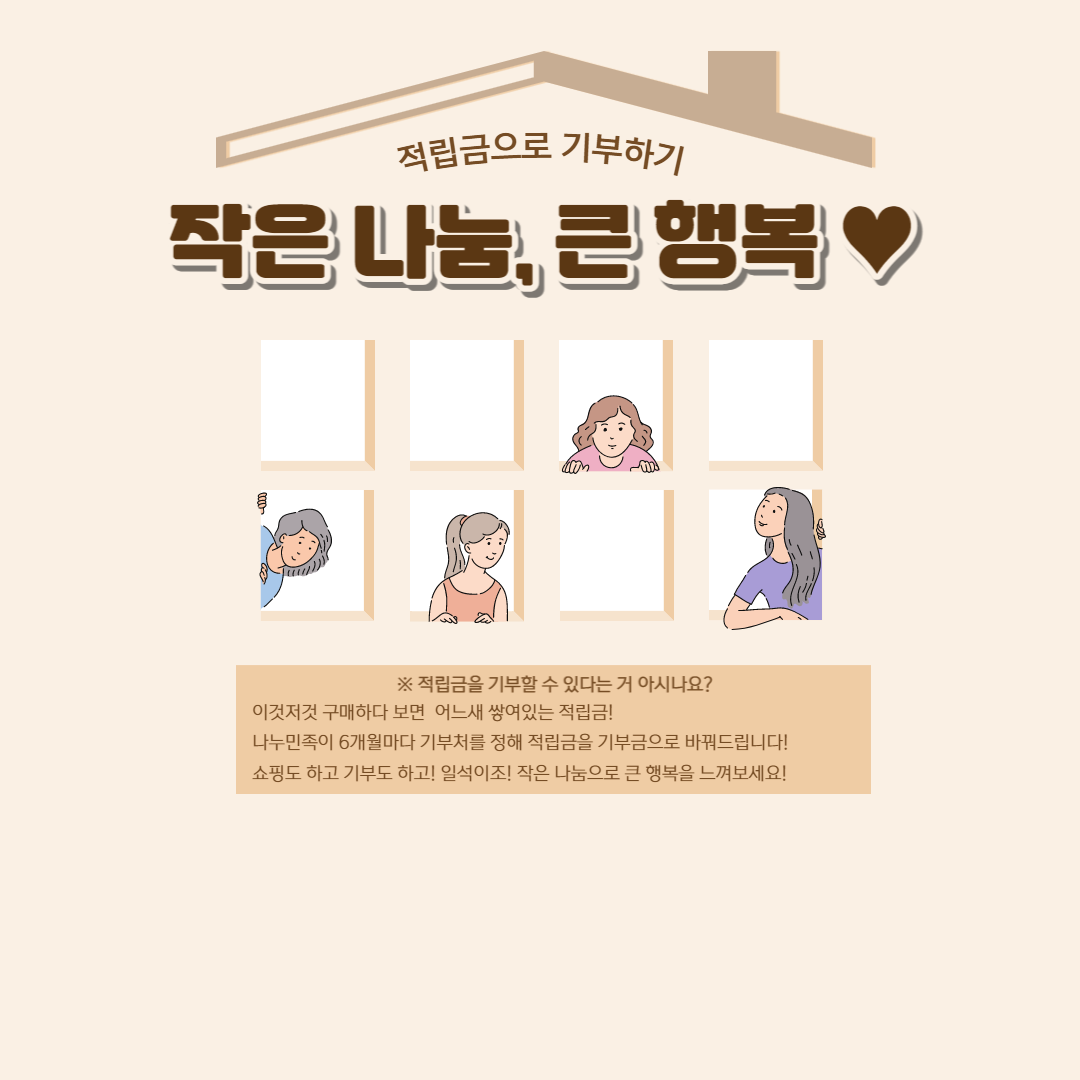 적립금으로 기부하기
작은 나눔, 큰 행복 ♥
※ 적립금을 기부할 수 있다는 거 아시나요?
이것저것 구매하다 보면  어느새 쌓여있는 적립금!
나누민족이 6개월마다 기부처를 정해 적립금을 기부금으로 바꿔드립니다!
쇼핑도 하고 기부도 하고! 일석이조! 작은 나눔으로 큰 행복을 느껴보세요!